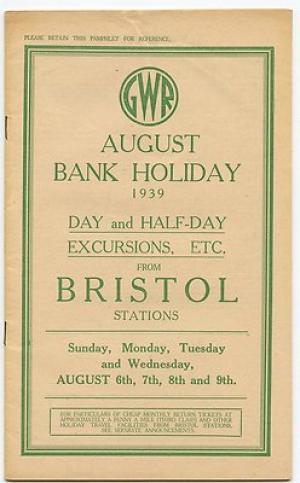 PLEASE RETAIN THIS PAMPHLET FOR REFERENCE.
GWR
AUGUST
BANK HOLIDAY
1939
DAY and HALF-DAY
EXCURSIONS, ETC.
FROM
BRISTOL
STATIONS
Sunday, Monday, Tuesday
and Wednesday,
AUGUST 6th, 7th, 8th and 9th.
FOR PARTICULARS OF CHEAP MONTHLY RETURN TICKETS AT
APPROXIMATELY A PENNY A MILE (THIRD CLASS) AND OTHER
HOLIDAY TRAVEL FACILITIES FROM BRISTOL STATIONS,
SEE SEPARATE ANNOUNCEMENTS.